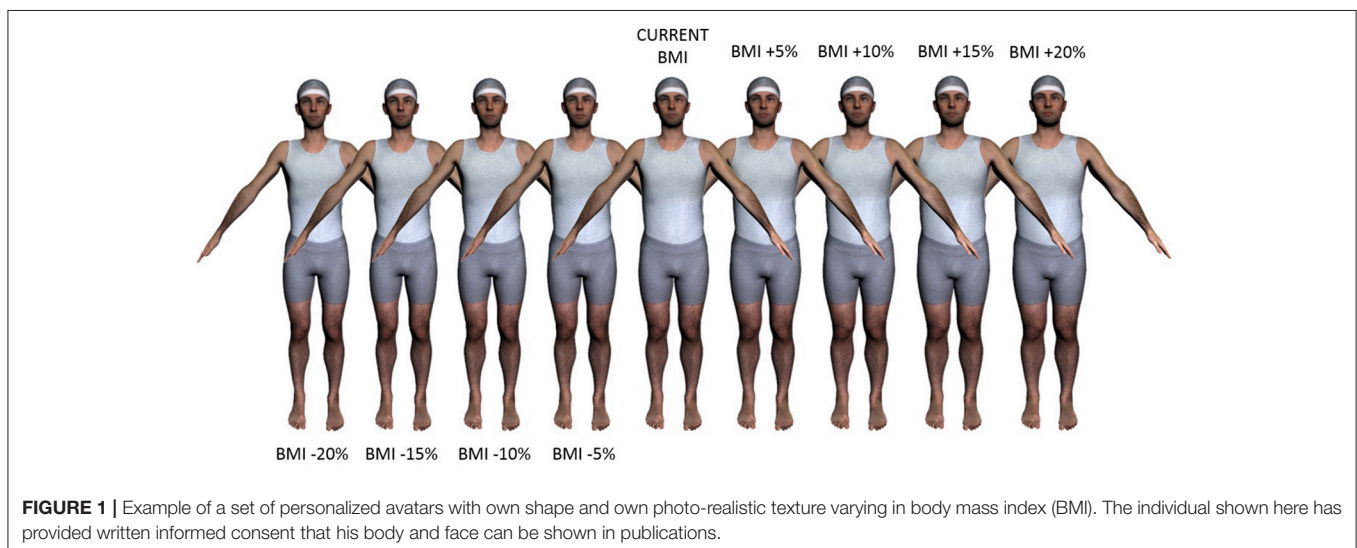 CURRENT
BMI
BMI +5%
BMI +10%
BMI +15%
BMI +20%
BMI -20%
BMI -15%
BMI -10%
BMI -5%
FIGURE 1 | Example of a set of personalized avatars with own shape and own photo-realistic texture varying in body mass index (BMI). The individual shown here has
provided written informed consent that his body and face can be shown in publications.